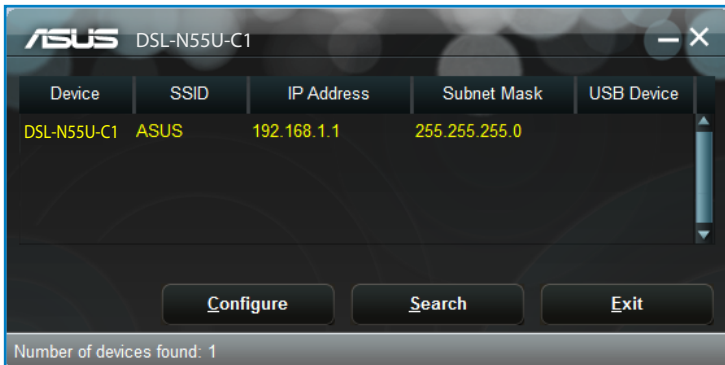 ASUS DSL-N55U-C1
Device SSID IP Address Subnet Mask USB Device
DSL-N55U-C1 ASUS 192.168.1.1 255.255.255.0
Configure Search Exit
Number of devices found: 1